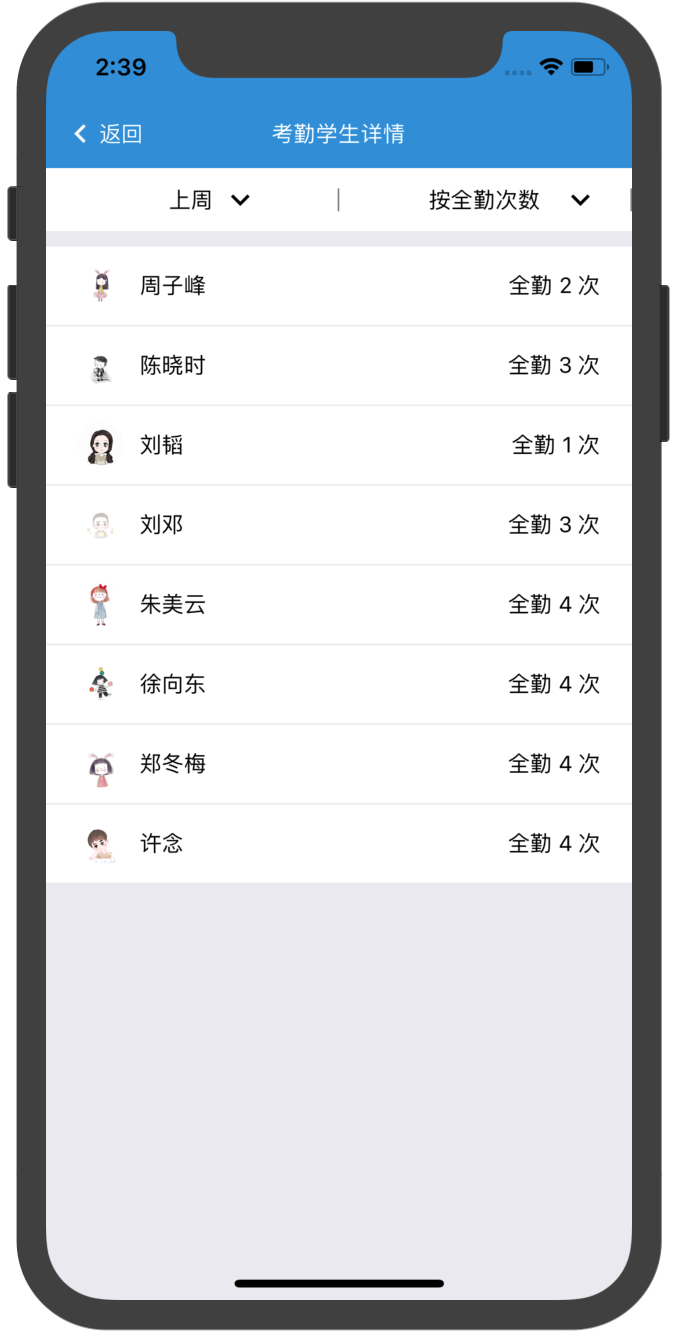 2:39
返回 考勤学生详情
上周 | 按全勤次数
周子峰 全勤 2 次
陈晓时 全勤 3 次
刘韬 全勤 1 次
刘邓 全勤 3 次
朱美云 全勤 4 次
徐向东 全勤 4 次
郑冬梅 全勤 4 次
许念 全勤 4 次